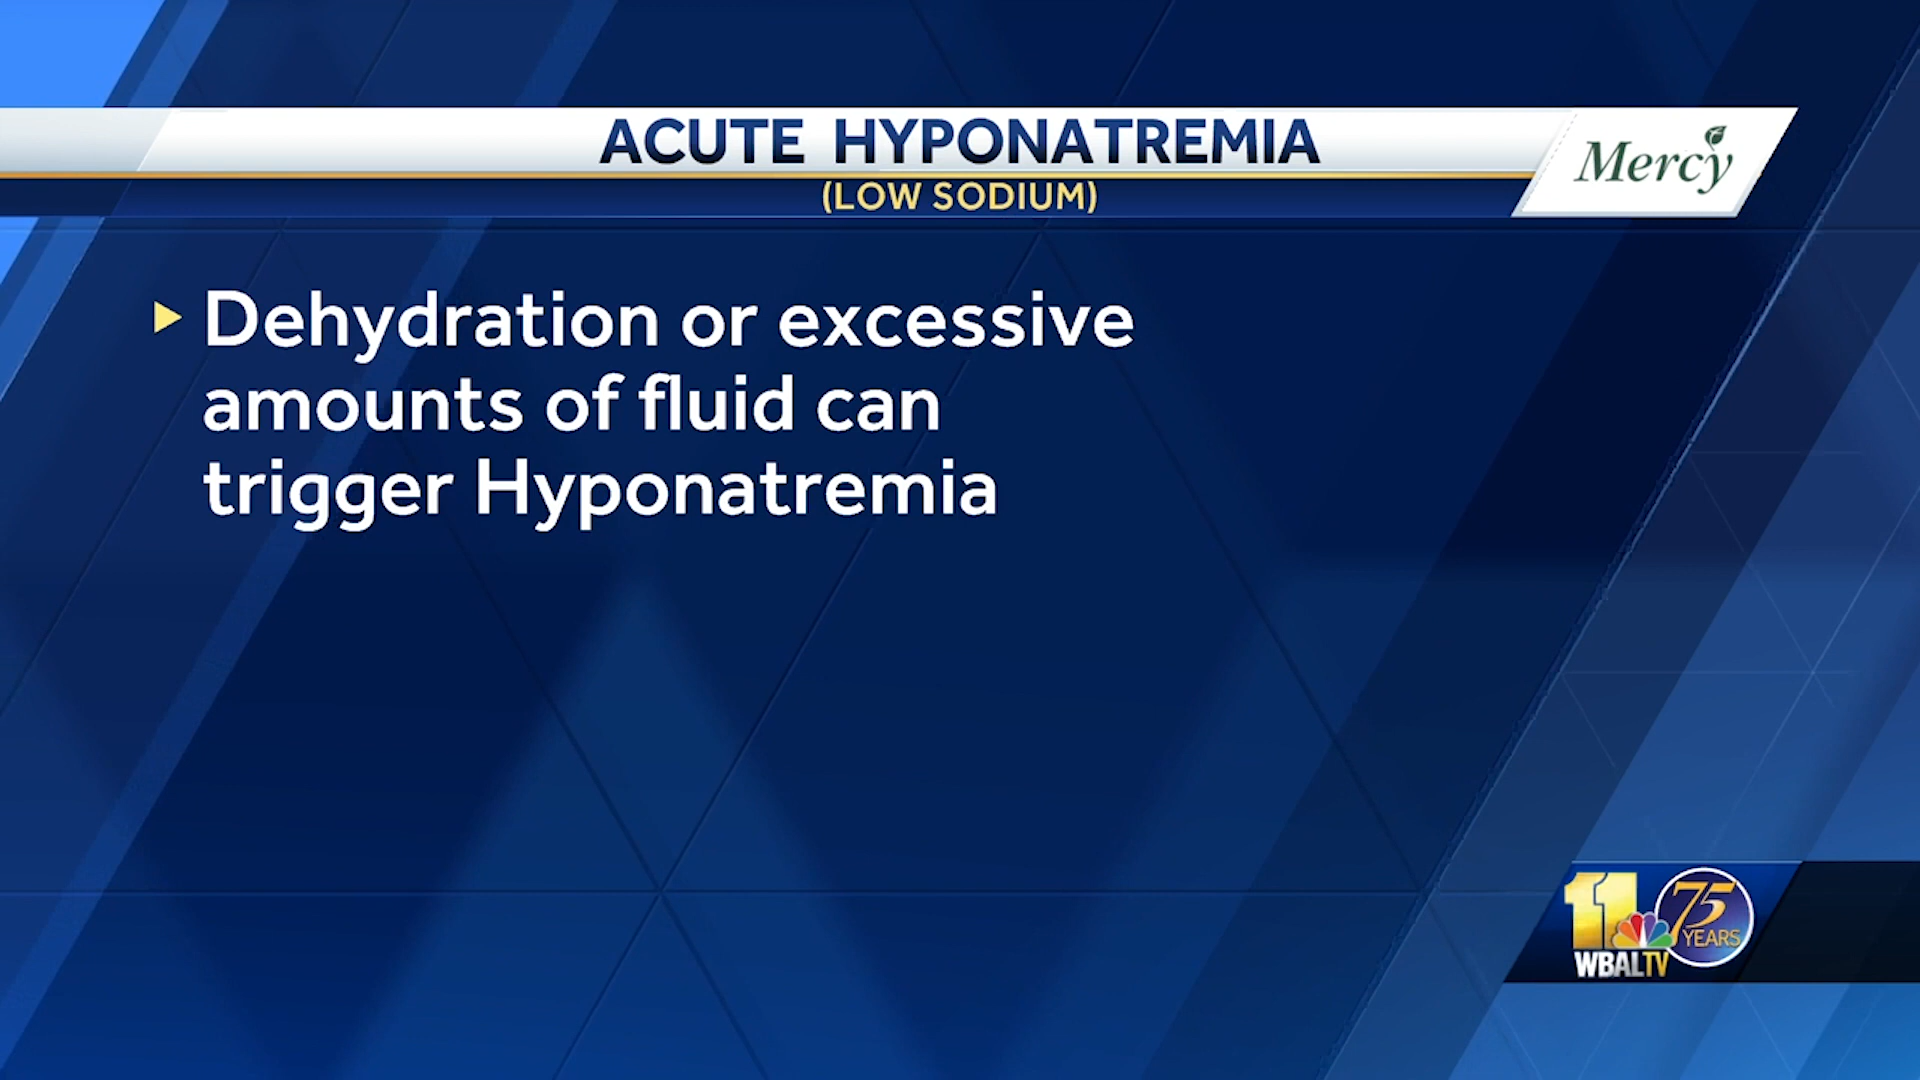 ACUTE HYPONATREMIA
Mercy
(LOW SODIUM)
Dehydration or excessive
amounts of fluid can
trigger Hyponatremia
11
75
YEARS
WBALTV